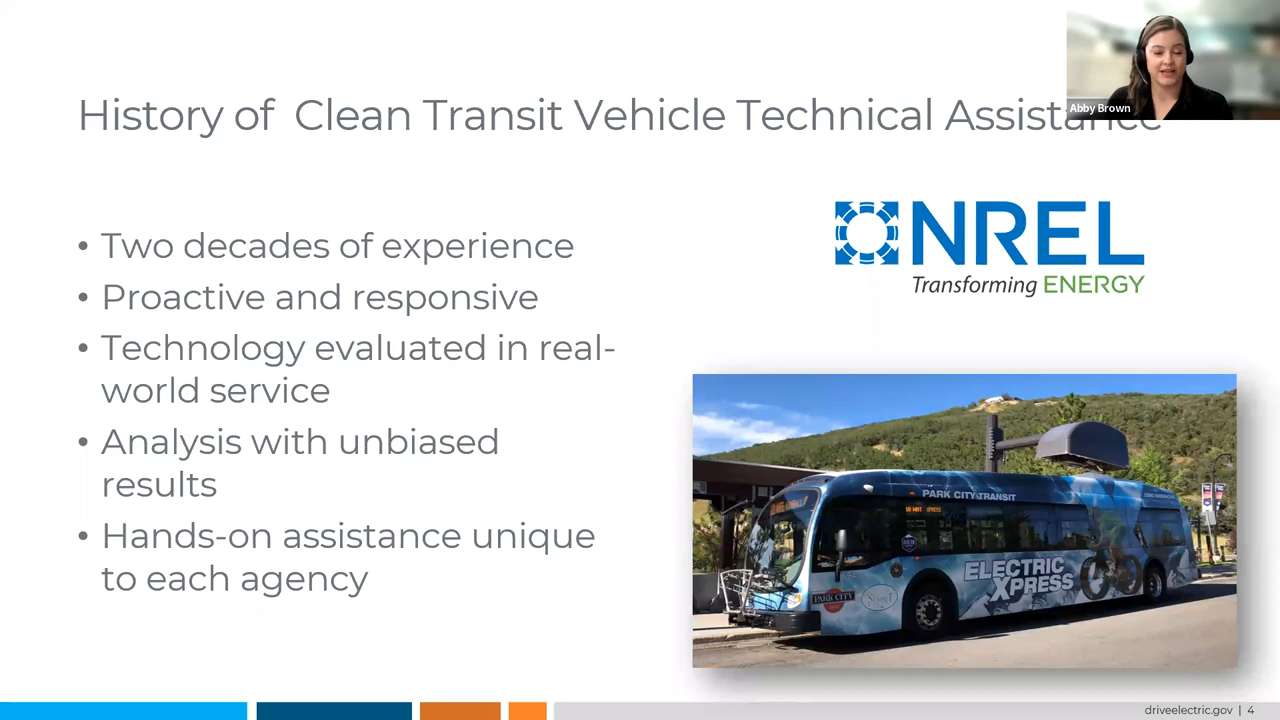 Abby Brown
History of Clean Transit Vehicle Technical Assistance
• Two decades of experience
• Proactive and responsive
• Technology evaluated in real-
world service
• Analysis with unbiased
results
• Hands-on assistance unique
to each agency
NREL
Transforming ENERGY
PARK CITY TRANSIT
ELECTRIC
XPRESS
PARK CITY
SUMMIT
driveelectric.gov | 4